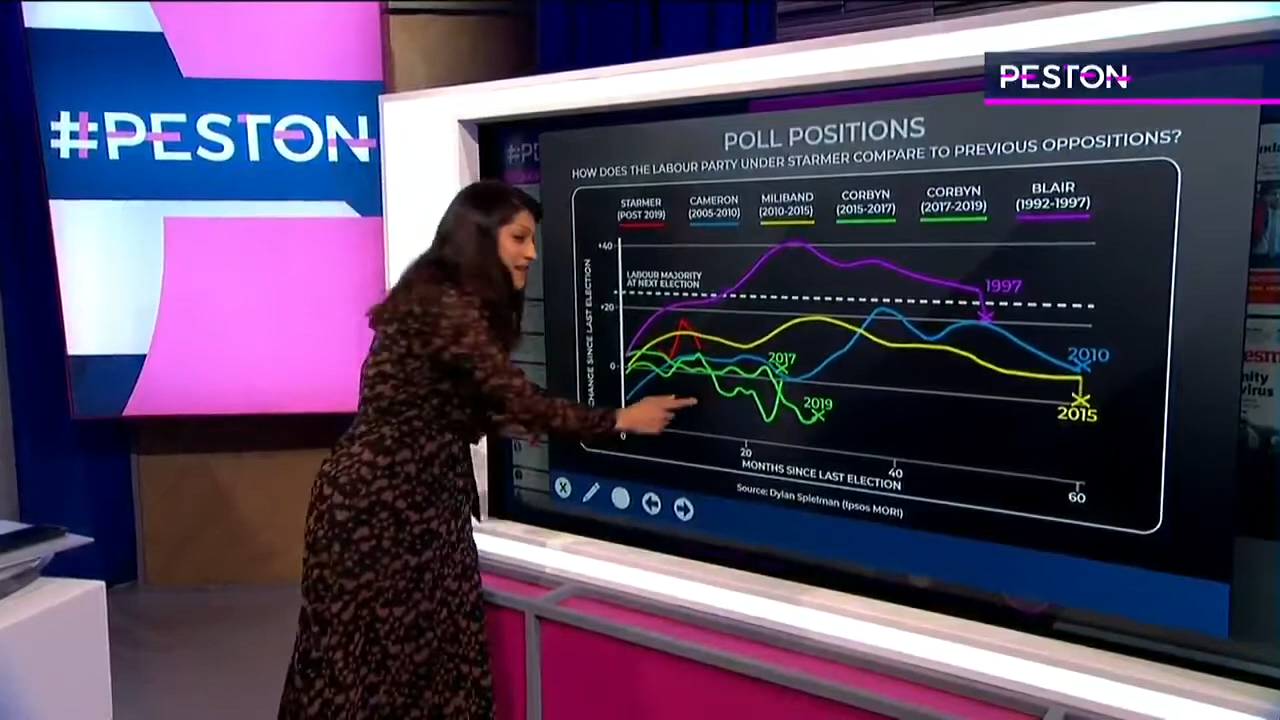 #PESTON
PESTON
POLL POSITIONS
HOW DOES THE LABOUR PARTY UNDER STARMER COMPARE TO PREVIOUS OPPOSITIONS?
STARMER
(POST 2019)
CAMERON
(2005-2010)
MILIBAND
(2010-2015)
CORBYN
(2015-2017)
CORBYN
(2017-2019)
BLAIR
(1992-1997)
+40
LABOUR MAJORITY
AT NEXT ELECTION
1997
+20
CHANGE SINCE LAST ELECTION
0
2017
2010
2019
2015
0
20
40
60
MONTHS SINCE LAST ELECTION
Source: Dylan Spielman (Ipsos MORI)
virus